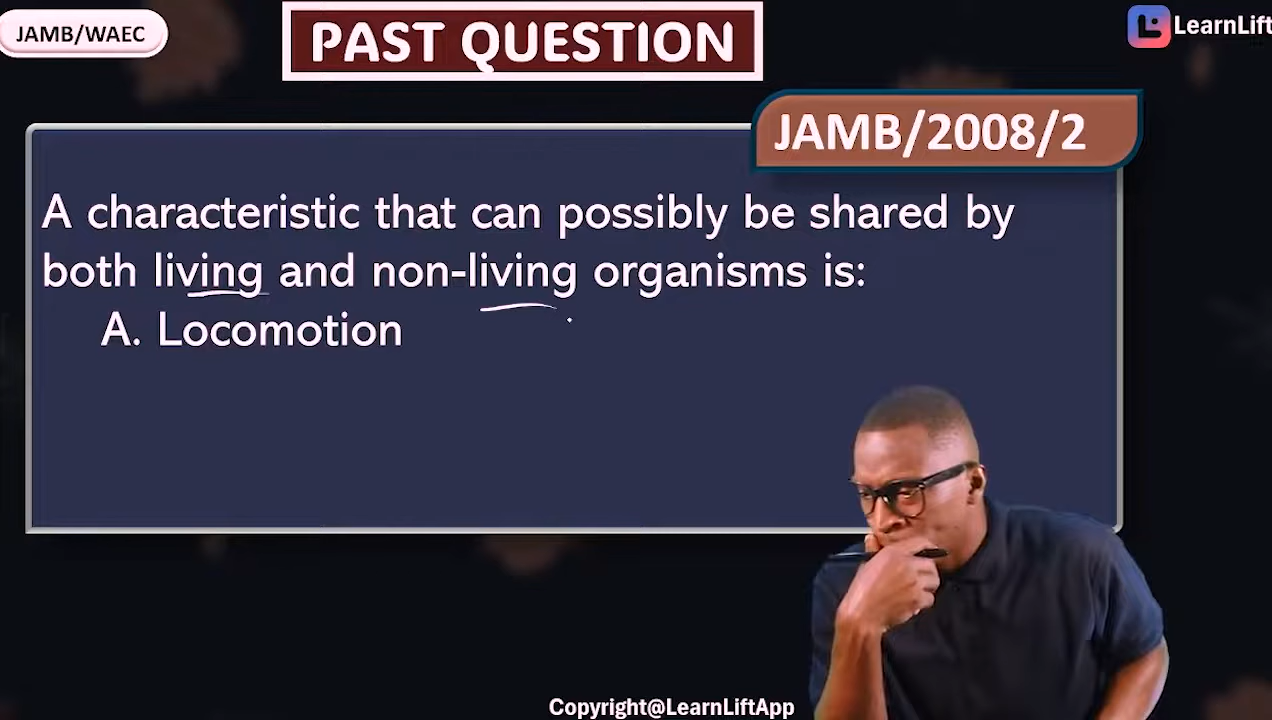 JAMB/WAEC
PAST QUESTION
LearnLift
JAMB/2008/2
A characteristic that can possibly be shared by
both living and non-living organisms is:
A. Locomotion
Copyright@LearnLiftApp